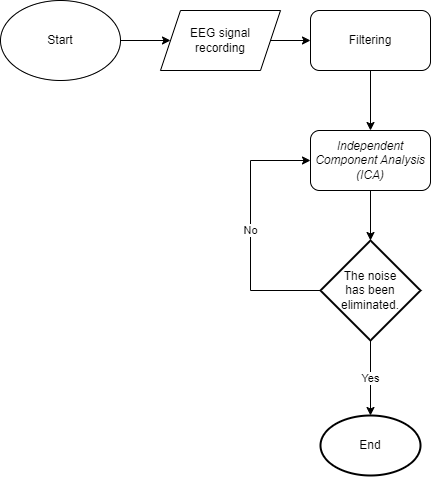 Start
EEG signal
recording
Filtering
Independent
Component Analysis
(ICA)
No
The noise
has been
eliminated.
Yes
End